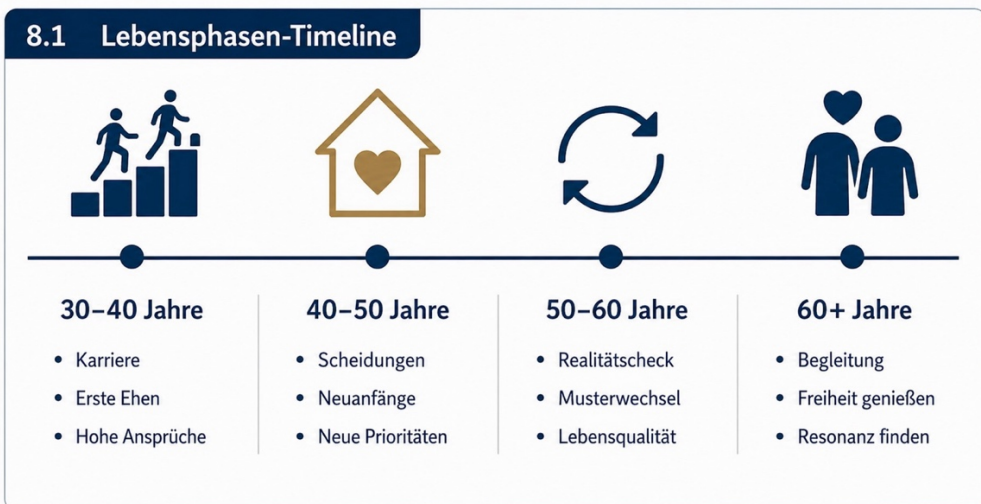 8.1 Lebensphasen-Timeline
30–40 Jahre
• Karriere
• Erste Ehen
• Hohe Ansprüche
40–50 Jahre
• Scheidungen
• Neuanfänge
• Neue Prioritäten
50–60 Jahre
• Realitätscheck
• Musterwechsel
• Lebensqualität
60+ Jahre
• Begleitung
• Freiheit genießen
• Resonanz finden